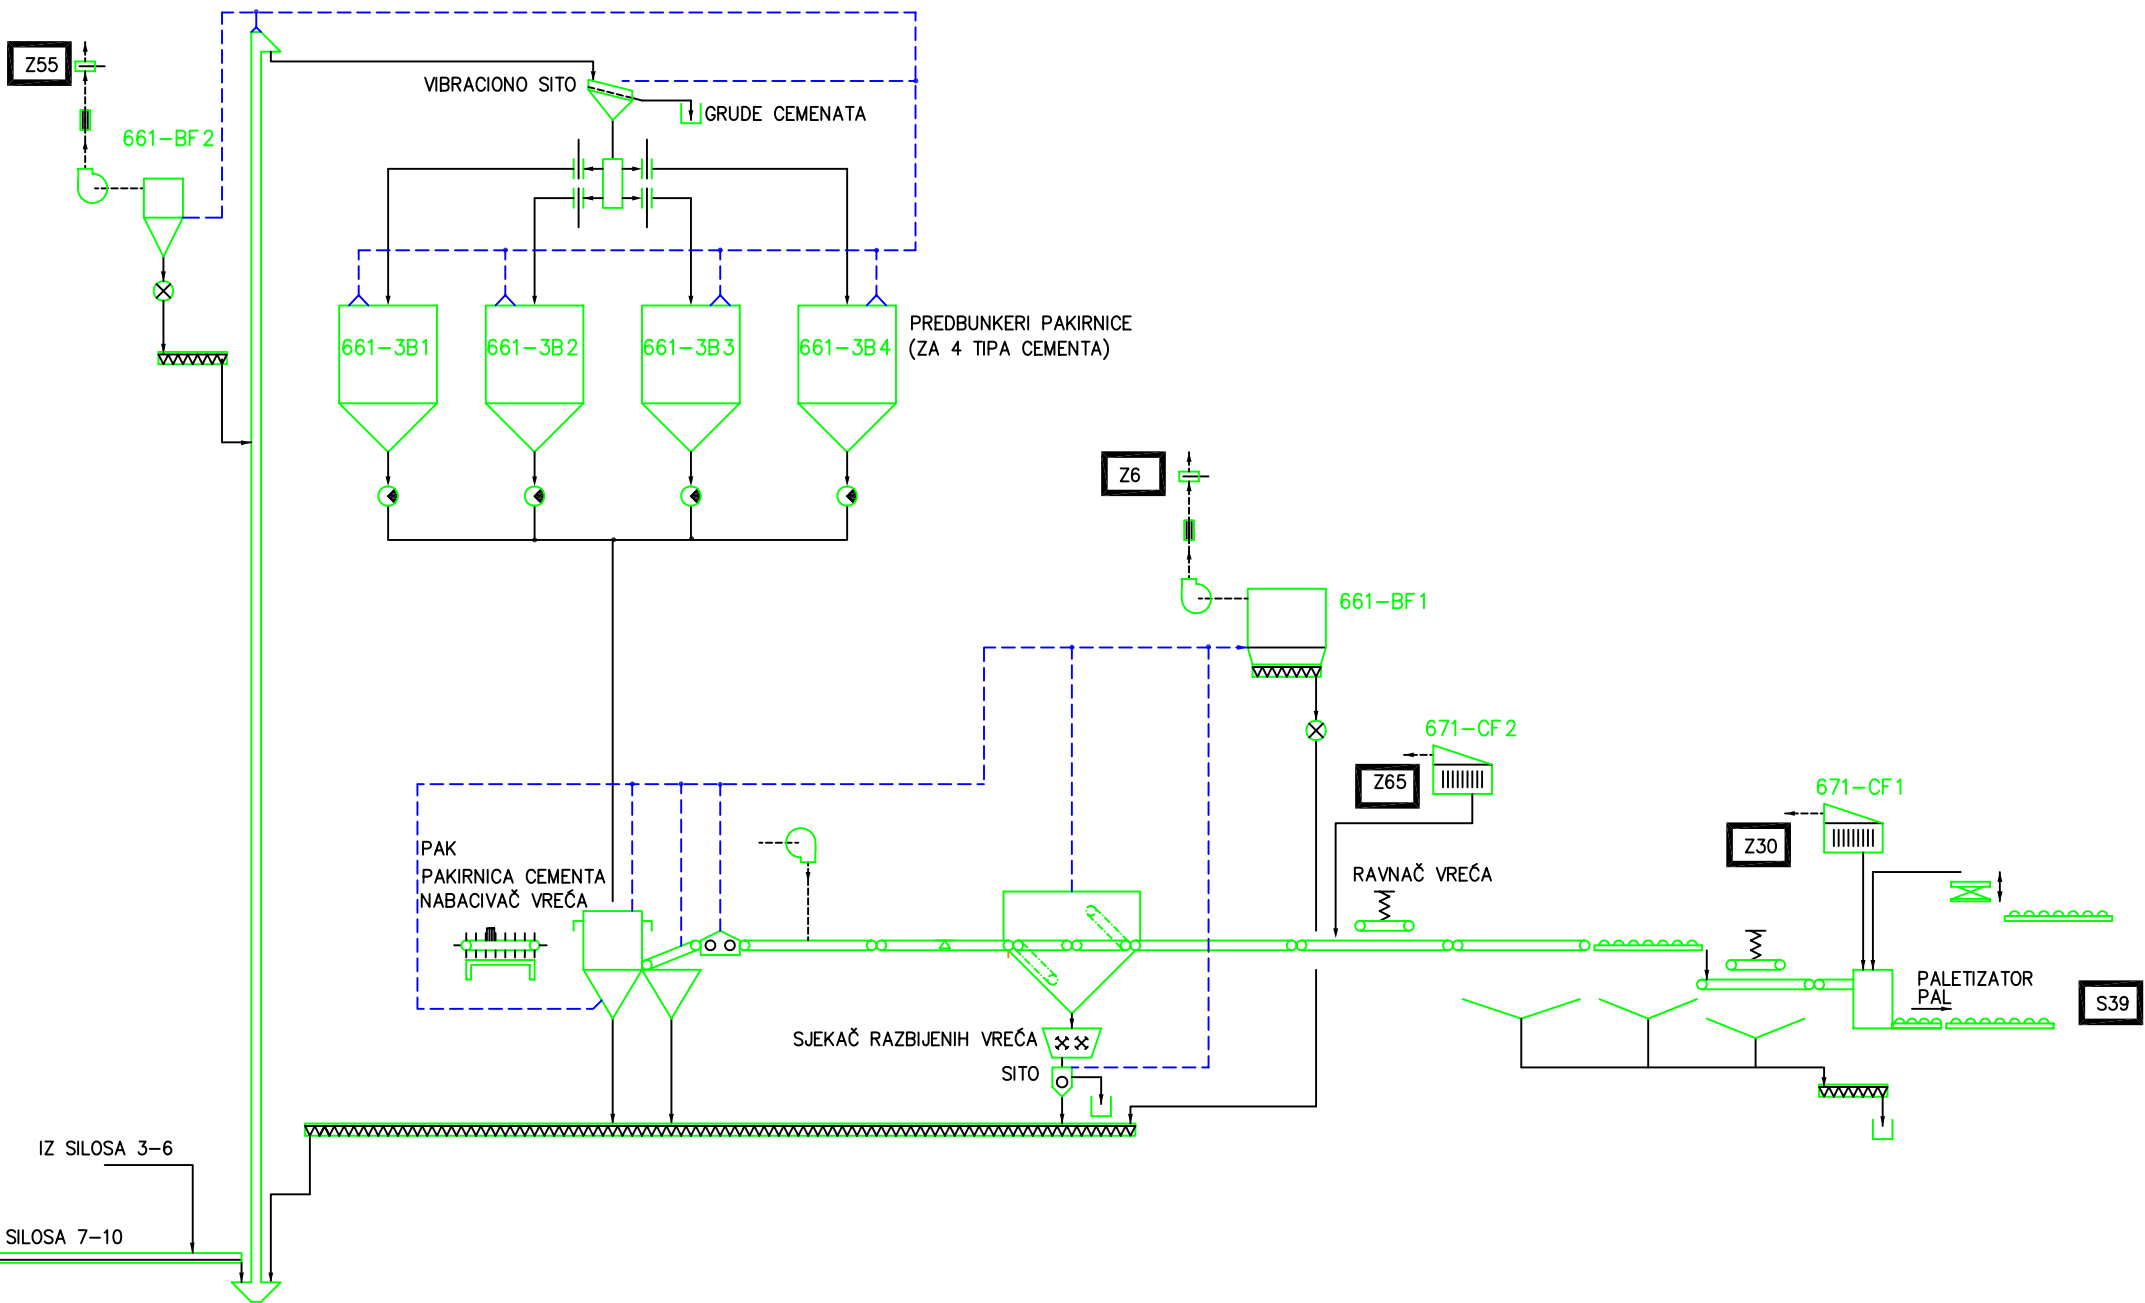 Z55
661-BF2
VIBRACIONO SITO
GRUDE CEMENATA
661-3B1
661-3B2
661-3B3
661-3B4
PREDBUNKERI PAKIRNICE
(ZA 4 TIPA CEMENTA)
Z6
661-BF1
671-CF2
Z65
671-CF1
Z30
PAK
PAKIRNICA CEMENTA
NABACIVAČ VREĆA
RAVNAČ VREĆA
PALETIZATOR
PAL
S39
SJEKAČ RAZBIJENIH VREĆA
SITO
IZ SILOSA 3-6
SILOSA 7-10